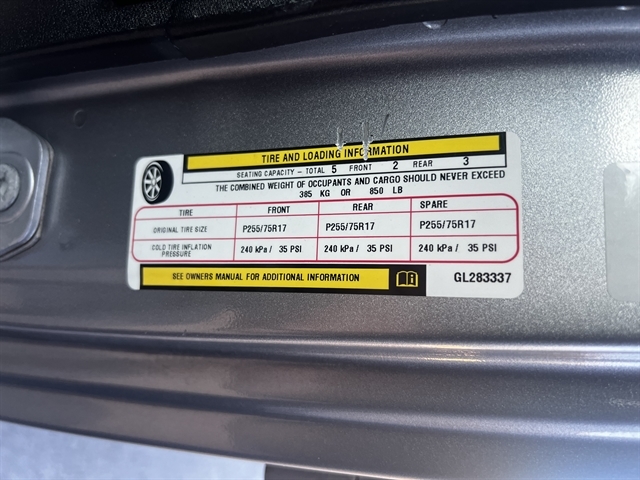 TIRE AND LOADING INFORMATION
SEATING CAPACITY - TOTAL 5 FRONT 2 REAR 3
THE COMBINED WEIGHT OF OCCUPANTS AND CARGO SHOULD NEVER EXCEED
385 KG OR 850 LB
TIRE FRONT REAR SPARE
ORIGINAL TIRE SIZE P255/75R17 P255/75R17 P255/75R17
COLD TIRE INFLATION PRESSURE 240 kPa / 35 PSI 240 kPa / 35 PSI 240 kPa / 35 PSI
SEE OWNERS MANUAL FOR ADDITIONAL INFORMATION GL283337